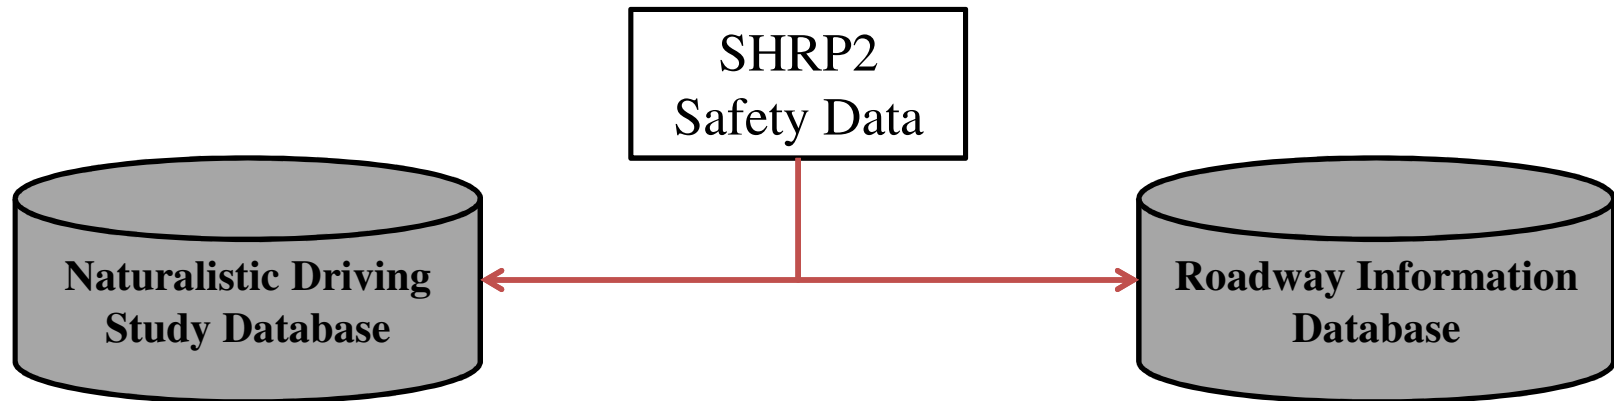 SHRP2
Safety Data
Naturalistic Driving
Study Database
Roadway Information
Database